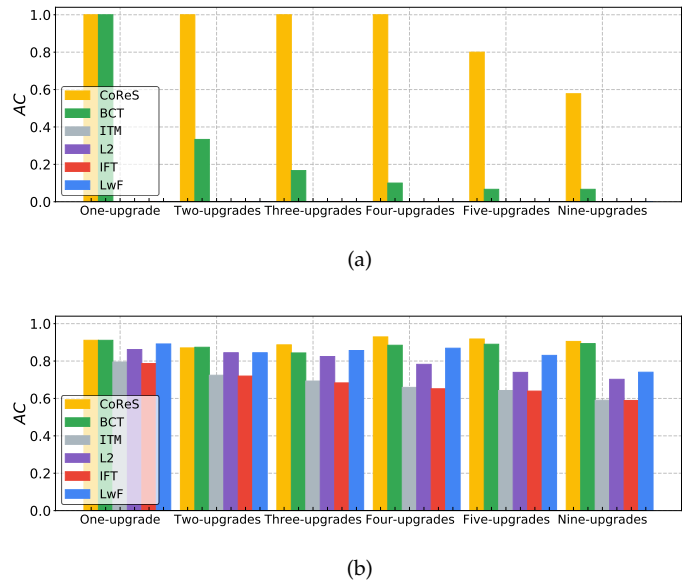 1.0
0.8
0.6
0.4
0.2
0.0
AC
CoReS
BCT
ITM
L2
IFT
LwF
One-upgrade Two-upgrades Three-upgrades Four-upgrades Five-upgrades Nine-upgrades
(a)
1.0
0.8
0.6
0.4
0.2
0.0
AC
CoReS
BCT
ITM
L2
IFT
LwF
One-upgrade Two-upgrades Three-upgrades Four-upgrades Five-upgrades Nine-upgrades
(b)